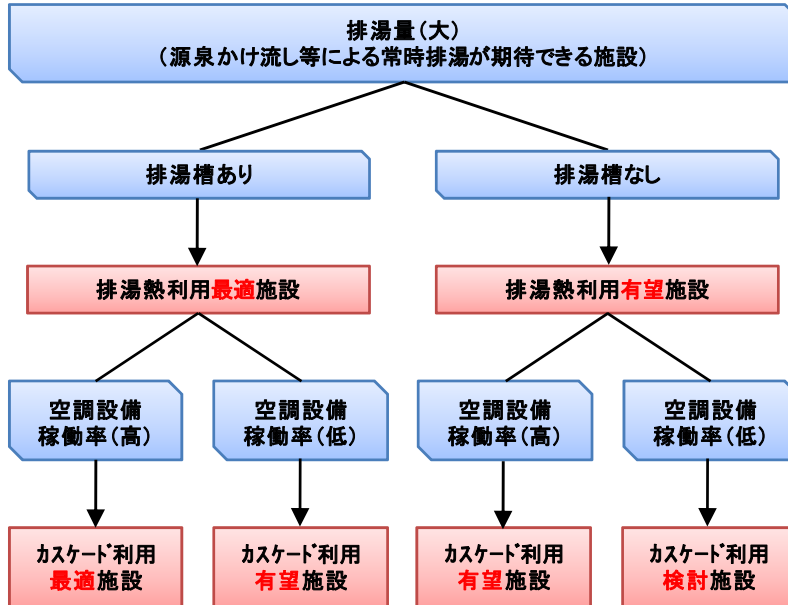 排湯量（大）
（源泉かけ流し等による常時排湯が期待できる施設）
排湯槽あり
排湯槽なし
排湯熱利用最適施設
排湯熱利用有望施設
空調設備
稼働率（高）
空調設備
稼働率（低）
空調設備
稼働率（高）
空調設備
稼働率（低）
ｶｽｹｰﾄﾞ利用
最適施設
ｶｽｹｰﾄﾞ利用
有望施設
ｶｽｹｰﾄﾞ利用
有望施設
ｶｽｹｰﾄﾞ利用
検討施設